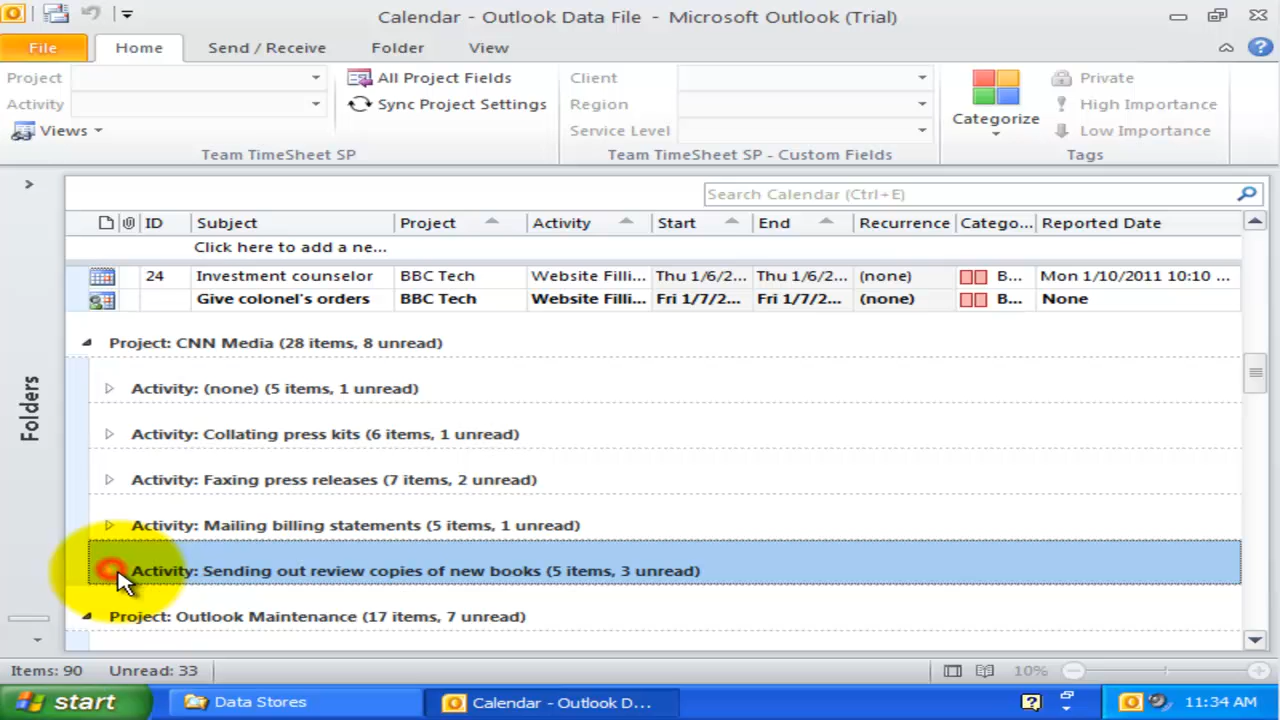 Calendar - Outlook Data File - Microsoft Outlook (Trial)
File Home Send / Receive Folder View
Project All Project Fields Client Private
Activity Sync Project Settings Region Categorize High Importance
Views Service Level Low Importance
Team TimeSheet SP Team TimeSheet SP - Custom Fields Tags
Search Calendar (Ctrl+E)
ID Subject Project Activity Start End Recurrence Catego... Reported Date
Click here to add a ne...
24 Investment counselor BBC Tech Website Filli... Thu 1/6/2... Thu 1/6/2... (none) B... Mon 1/10/2011 10:10 ...
Give colonel's orders BBC Tech Website Filli... Fri 1/7/2... Fri 1/7/2... (none) B... None
Project: CNN Media (28 items, 8 unread)
Activity: (none) (5 items, 1 unread)
Activity: Collating press kits (6 items, 1 unread)
Folders
Activity: Faxing press releases (7 items, 2 unread)
Activity: Mailing billing statements (5 items, 1 unread)
Activity: Sending out review copies of new books (5 items, 3 unread)
Project: Outlook Maintenance (17 items, 7 unread)
Items: 90 Unread: 33 10%
start Data Stores Calendar - Outlook D... 11:34 AM